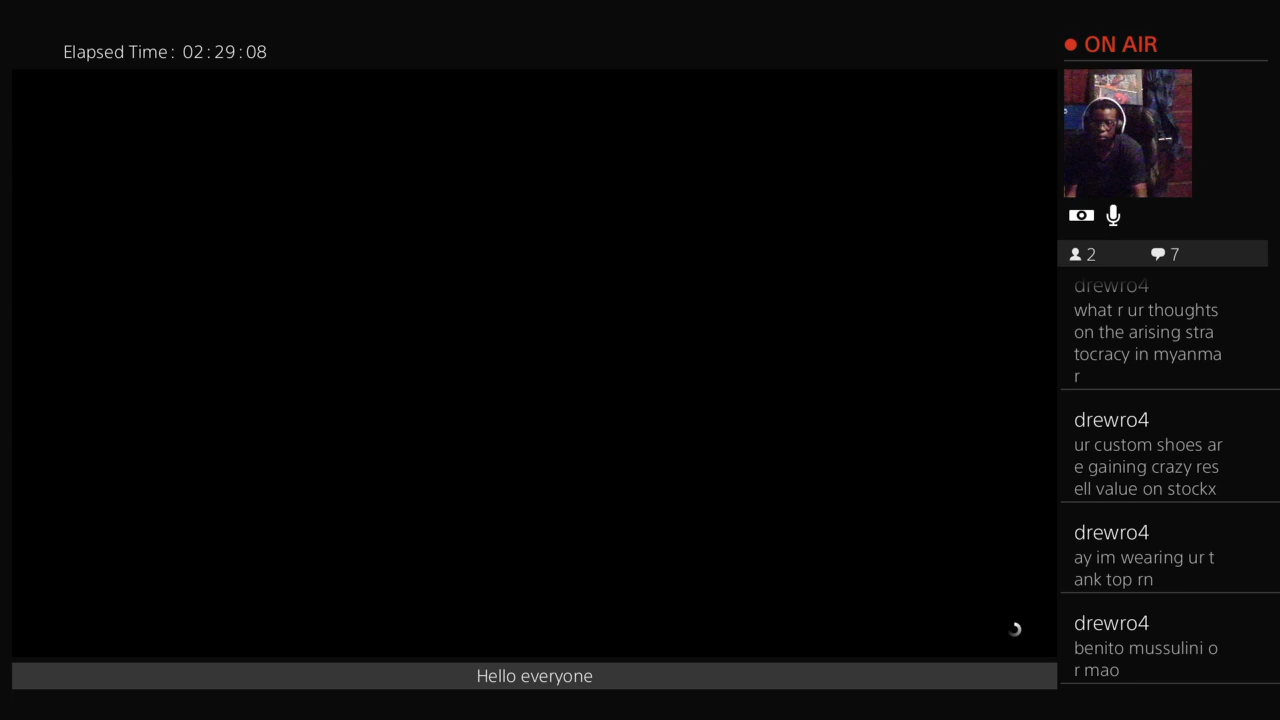 Elapsed Time: 02:29:08
ON AIR
2
7
drewro4
what r ur thoughts
on the arising stra
tocracy in myanma
r
drewro4
ur custom shoes ar
e gaining crazy res
ell value on stockx
drewro4
ay im wearing ur t
ank top rn
drewro4
benito mussulini o
r mao
Hello everyone